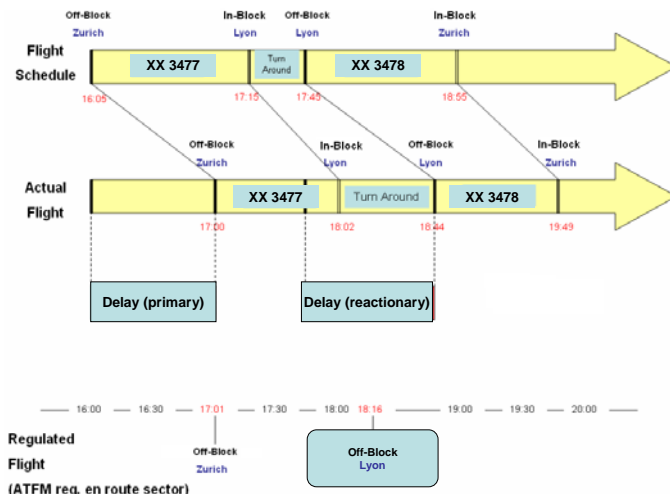 Off-Block In-Block Off-Block In-Block
Zurich Lyon Lyon Zurich
Flight Schedule
XX 3477
Turn Around
XX 3478
16:05 17:15 17:45 18:55
Off-Block In-Block Off-Block In-Block
Zurich Lyon Lyon Zurich
Actual Flight
XX 3477
Turn Around
XX 3478
17:00 18:02 18:44 19:49
Delay (primary) Delay (reactionary)
16:00 16:30 17:01 17:30 18:00 18:16 19:00 19:30 20:00
Regulated
Flight
(ATFM reg. en route sector)
Off-Block
Zurich
Off-Block
Lyon